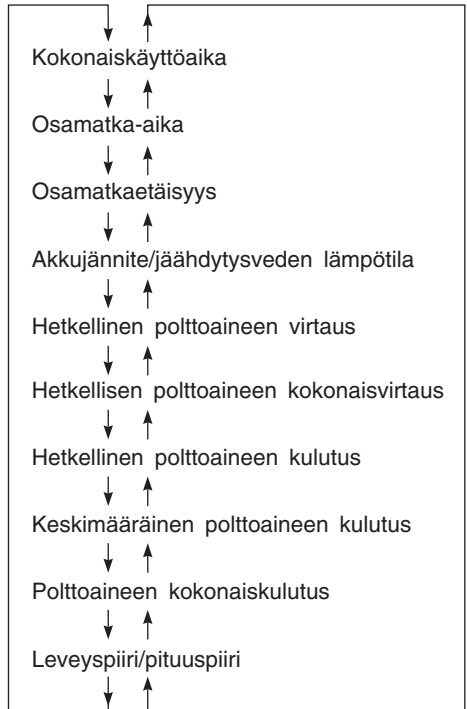 Kokonaiskäyttöaika
Osamatka-aika
Osamatkaetäisyys
Akkujännite/jäähdytysveden lämpötila
Hetkellinen polttoaineen virtaus
Hetkellisen polttoaineen kokonaisvirtaus
Hetkellinen polttoaineen kulutus
Keskimääräinen polttoaineen kulutus
Polttoaineen kokonaiskulutus
Leveyspiiri/pituuspiiri